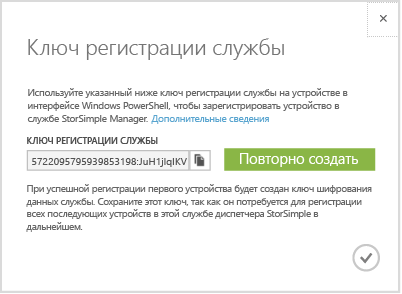 Ключ регистрации службы
Используйте указанный ниже ключ регистрации службы на устройстве в
интерфейсе Windows PowerShell, чтобы зарегистрировать устройство в
службе StorSimple Manager. Дополнительные сведения
КЛЮЧ РЕГИСТРАЦИИ СЛУЖБЫ
5722095795939853198:JuH1jIqIKV
Повторно создать
При успешной регистрации первого устройства будет создан ключ шифрования
данных службы. Сохраните этот ключ, так как он потребуется для регистрации
всех последующих устройств в этой службе диспетчера StorSimple в
дальнейшем.